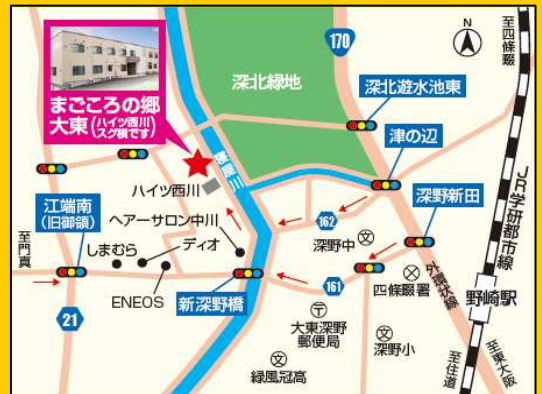 まごころの郷
大東(ハイツ西川
スグ横です)
170
N
至四條畷
深北緑地
深北遊水池東
津の辺
寝屋川
JR学研都市線
ハイツ西川
江端南
(旧御領)
ヘアーサロン中川
162
深野中
文
深野新田
至門真
しまむら
ディオ
ENEOS
新深野橋
161
四條畷署
外環状線
野崎駅
21
〒
大東深野
郵便局
文
深野小
文
緑風冠高
至住道
至東大阪